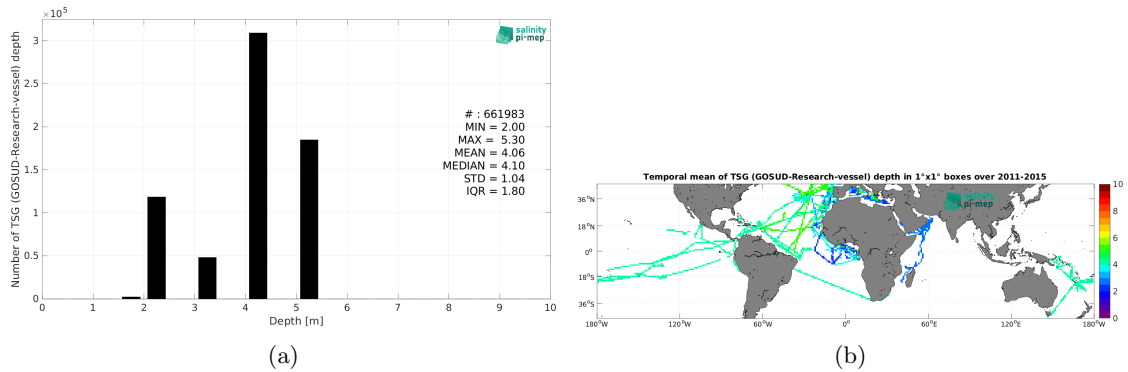 ×10^5
3
2.5
2
1.5
1
0.5
0
Number of TSG (GOSUD-Research-vessel) depth
salinity
pi-mep
# : 661983
MIN = 2.00
MAX = 5.30
MEAN = 4.06
MEDIAN = 4.10
STD = 1.04
IQR = 1.80
0 1 2 3 4 5 6 7 8 9 10
Depth [m]
(a)
Temporal mean of TSG (GOSUD-Research-vessel) depth in 1°x1° boxes over 2011-2015
36°N
18°N
0°
18°S
36°S
180°W 120°W 60°W 0° 60°E 120°E 180°W
salinity
pi-mep
10
8
6
4
2
0
(b)